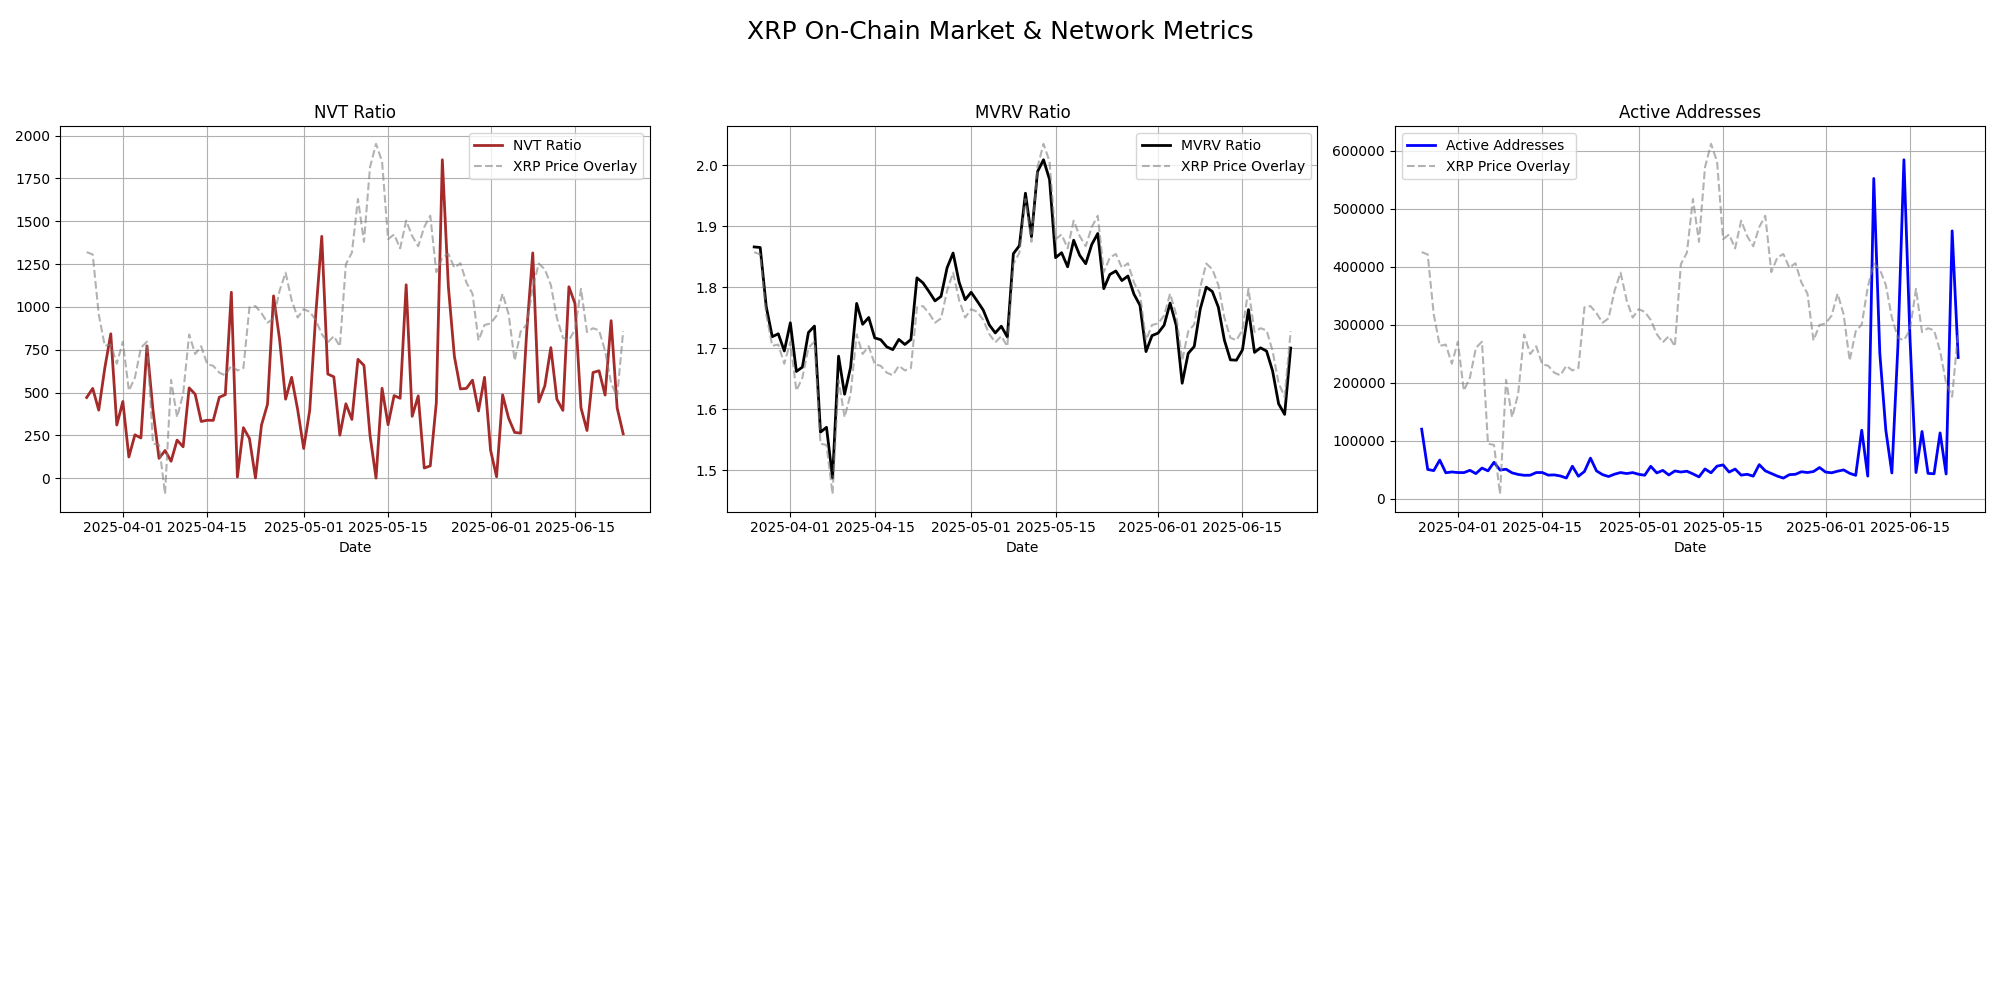 XRP On-Chain Market & Network Metrics
NVT Ratio
NVT Ratio
XRP Price Overlay
2000
1750
1500
1250
1000
750
500
250
0
2025-04-01 2025-04-15 2025-05-01 2025-05-15 2025-06-01 2025-06-15
Date
MVRV Ratio
MVRV Ratio
XRP Price Overlay
2.0
1.9
1.8
1.7
1.6
1.5
2025-04-01 2025-04-15 2025-05-01 2025-05-15 2025-06-01 2025-06-15
Date
Active Addresses
Active Addresses
XRP Price Overlay
600000
500000
400000
300000
200000
100000
0
2025-04-01 2025-04-15 2025-05-01 2025-05-15 2025-06-01 2025-06-15
Date